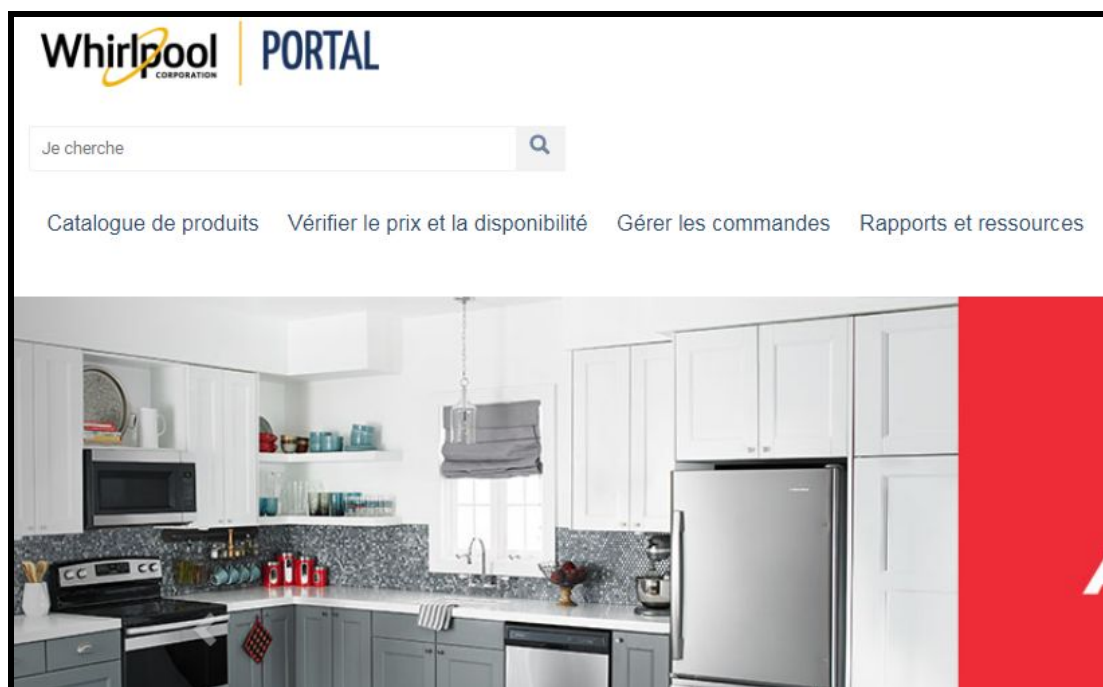 Whirlpool
CORPORATION
PORTAL
Je cherche
Catalogue de produits Vérifier le prix et la disponibilité Gérer les commandes Rapports et ressources